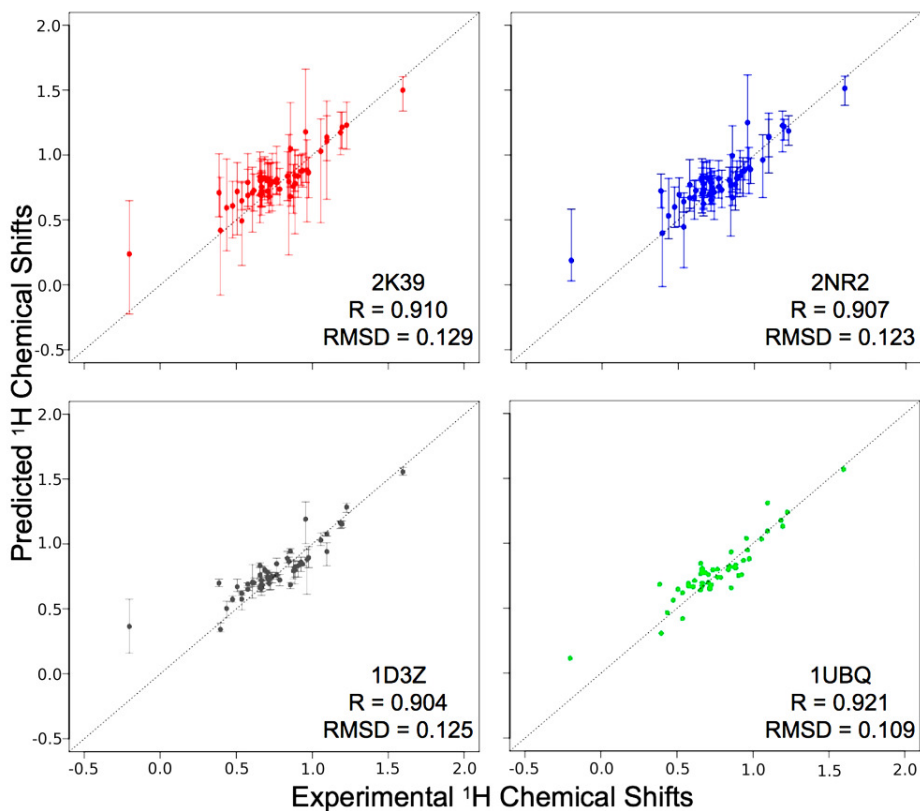 2.0
1.5
1.0
0.5
0.0
-0.5
2K39
R = 0.910
RMSD = 0.129
2NR2
R = 0.907
RMSD = 0.123
Predicted ¹H Chemical Shifts
2.0
1.5
1.0
0.5
0.0
-0.5
1D3Z
R = 0.904
RMSD = 0.125
1UBQ
R = 0.921
RMSD = 0.109
-0.5 0.0 0.5 1.0 1.5 2.0
-0.5 0.0 0.5 1.0 1.5 2.0
Experimental ¹H Chemical Shifts